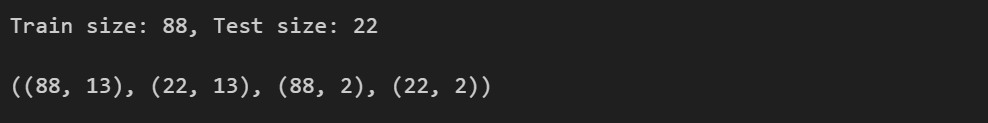 Train size: 88, Test size: 22
((88, 13), (22, 13), (88, 2), (22, 2))